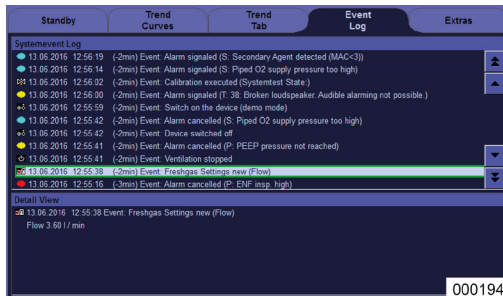 Standby
Trend Curves
Trend Tab
Event Log
Extras
Systemevent Log
13.06.2016 12:56:19 (-2min) Event: Alarm signaled (S: Secondary Agent detected (MAC<3))
13.06.2016 12:56:14 (-2min) Event: Alarm signaled (S: Piped O2 supply pressure too high)
13.06.2016 12:56:02 (-2min) Event: Calibration executed (Systemtest State:)
13.06.2016 12:56:00 (-2min) Event: Alarm signaled (T: 38: Broken loudspeaker. Audible alarming not possible.)
13.06.2016 12:55:59 (-2min) Event: Switch on the device (demo mode)
13.06.2016 12:55:42 (-2min) Event: Alarm cancelled (S: Piped O2 supply pressure too high)
13.06.2016 12:55:42 (-2min) Event: Device switched off
13.06.2016 12:55:41 (-2min) Event: Alarm cancelled (P: PEEP pressure not reached)
13.06.2016 12:55:41 (-2min) Event: Ventilation stopped
13.06.2016 12:55:38 (-2min) Event: Freshgas Settings new (Flow)
13.06.2016 12:55:16 (-3min) Event: Alarm cancelled (P: ENF insp. high)
Detail View
13.06.2016 12:55:38 Event: Freshgas Settings new (Flow)
Flow 3.60 l / min
000194